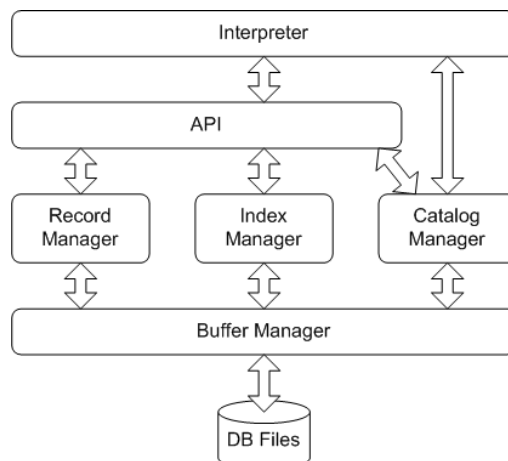 Interpreter
API
Record
Manager
Index
Manager
Catalog
Manager
Buffer Manager
DB Files